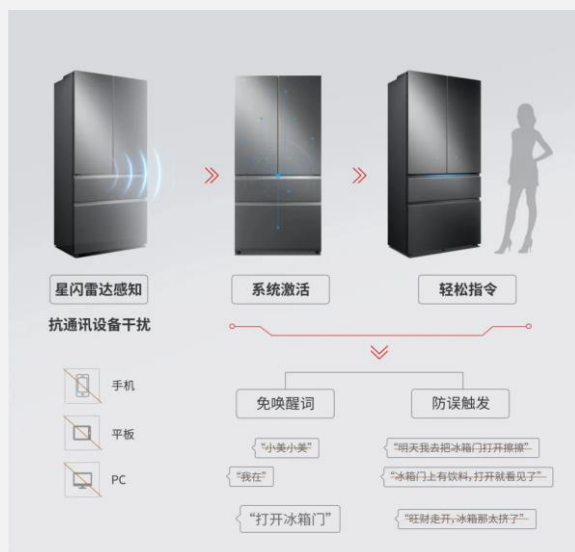 星闪雷达感知
系统激活
轻松指令
抗通讯设备干扰
手机
平板
PC
免唤醒词
“小美小美”
“我在”
“打开冰箱门”
防误触发
“明天我去把冰箱门打开擦擦”
“冰箱门上有饮料，打开就看见了”
“旺财走开，冰箱那太挤了”